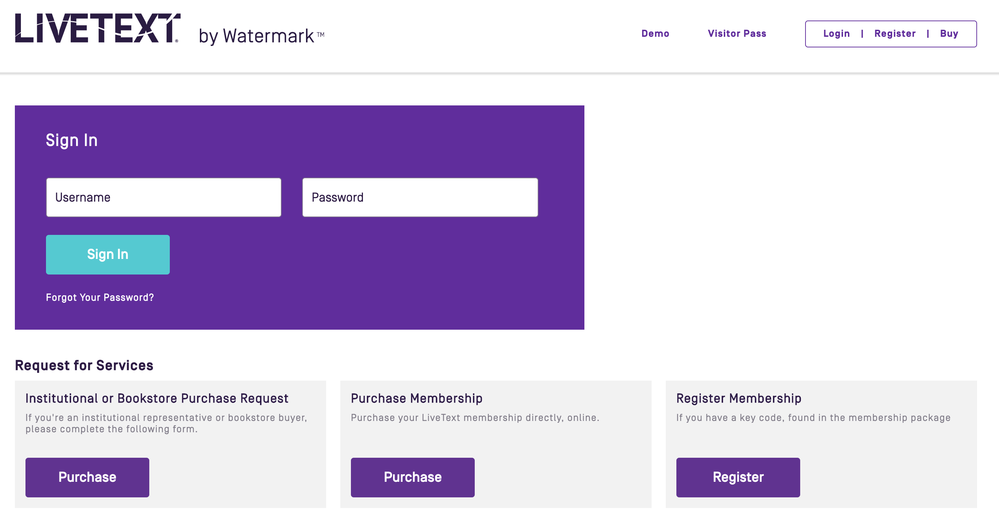 LIVETEXT® by Watermark™
Demo Visitor Pass Login | Register | Buy
Sign In
Username Password
Sign In
Forgot Your Password?
Request for Services
Institutional or Bookstore Purchase Request
If you're an institutional representative or bookstore buyer,
please complete the following form.
Purchase
Purchase Membership
Purchase your LiveText membership directly, online.
Purchase
Register Membership
If you have a key code, found in the membership package
Register